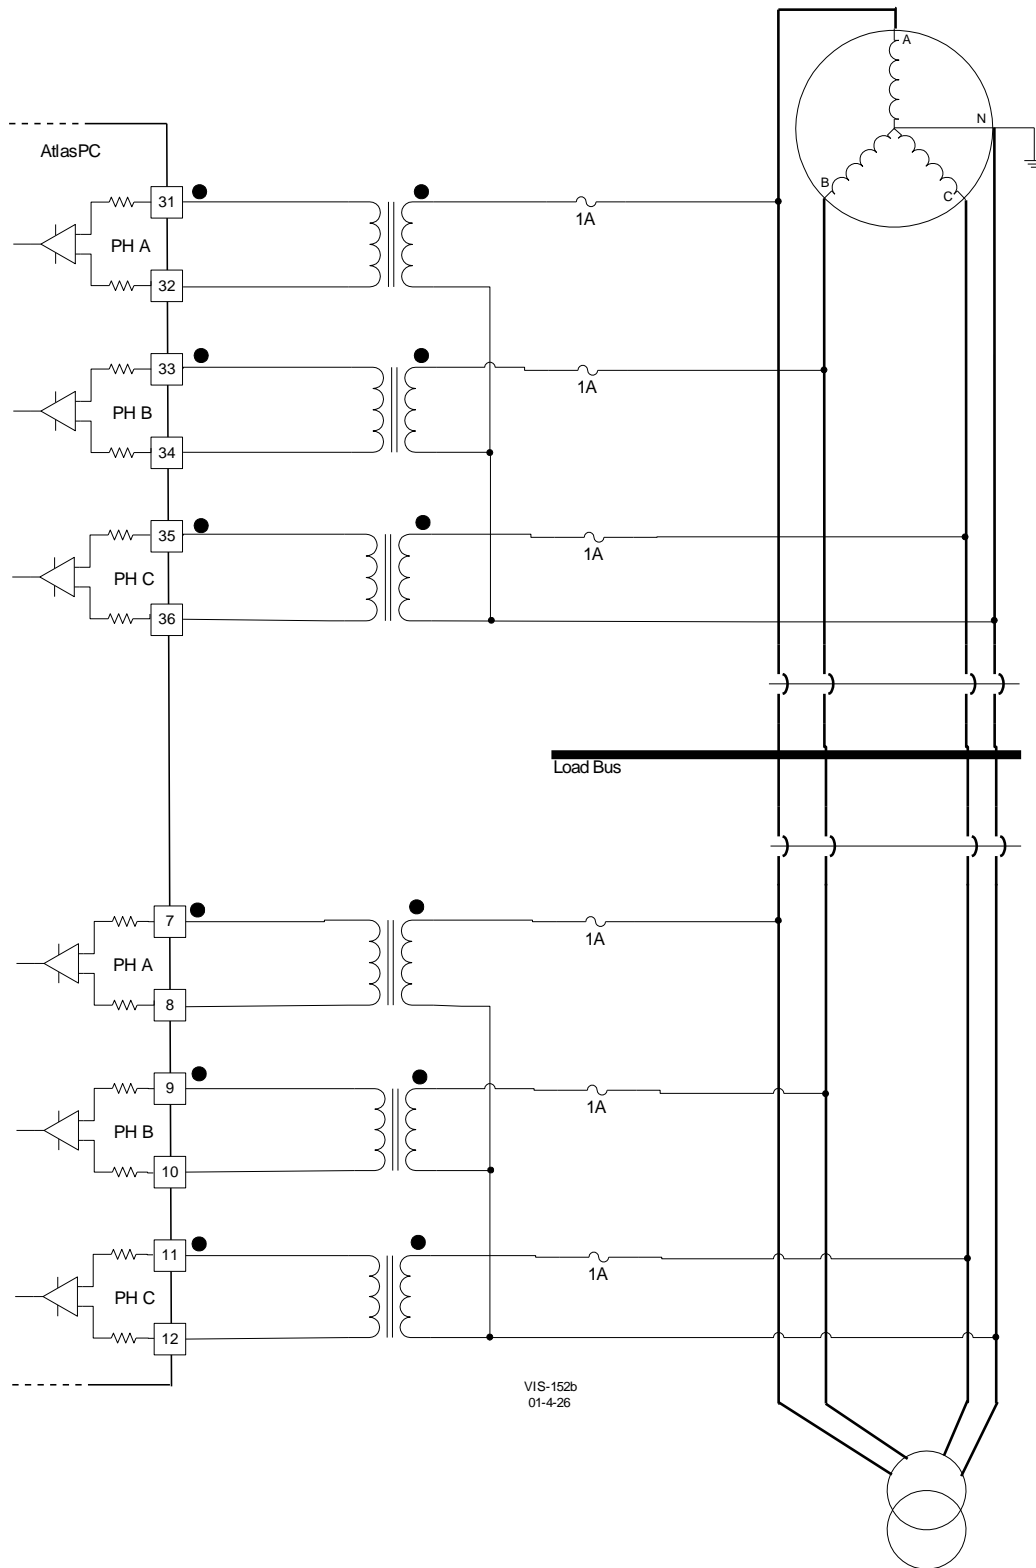 A
N
B
C
AtlasPC
31
PH A
32
1A
33
PH B
34
1A
35
PH C
36
1A
Load Bus
7
PH A
8
1A
9
PH B
10
1A
11
PH C
12
1A
VIS-152b
01-4-26